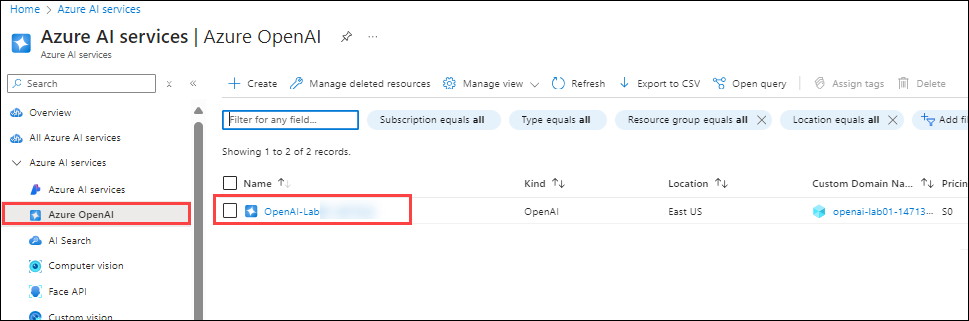 Home > Azure AI services >
Azure AI services | Azure OpenAI
Azure AI services
Search
Overview
All Azure AI services
Azure AI services
Azure AI services
Azure OpenAI
AI Search
Computer vision
Face API
Custom vision
Create Manage deleted resources Manage view Refresh Export to CSV Open query Assign tags Delete
Filter for any field... Subscription equals all Type equals all Resource group equals all Location equals all Add fil
Showing 1 to 2 of 2 records.
Name Kind Location Custom Domain Na... Pricing
OpenAI-Lab OpenAI East US openai-lab01-14713... S0